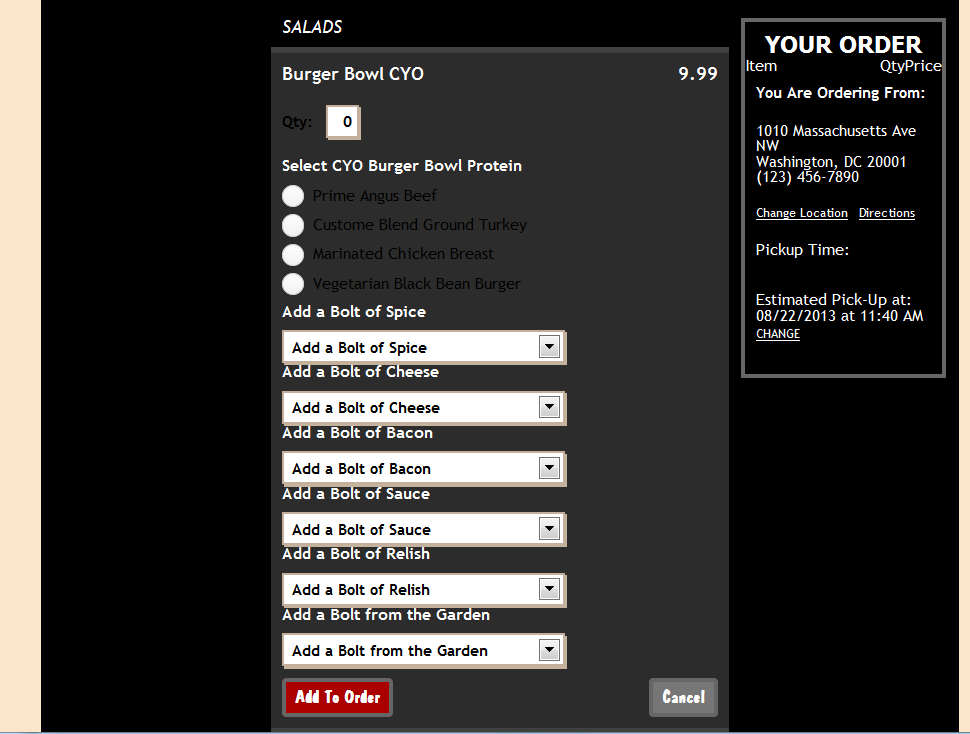 SALADS
Burger Bowl CYO 9.99
Qty: 0
Select CYO Burger Bowl Protein
Prime Angus Beef
Custome Blend Ground Turkey
Marinated Chicken Breast
Vegetarian Black Bean Burger
Add a Bolt of Spice
Add a Bolt of Spice
Add a Bolt of Cheese
Add a Bolt of Cheese
Add a Bolt of Bacon
Add a Bolt of Bacon
Add a Bolt of Sauce
Add a Bolt of Sauce
Add a Bolt of Relish
Add a Bolt of Relish
Add a Bolt from the Garden
Add a Bolt from the Garden
Add To Order Cancel
YOUR ORDER
Item QtyPrice
You Are Ordering From:
1010 Massachusetts Ave
NW
Washington, DC 20001
(123) 456-7890
Change Location Directions
Pickup Time:
Estimated Pick-Up at:
08/22/2013 at 11:40 AM
CHANGE